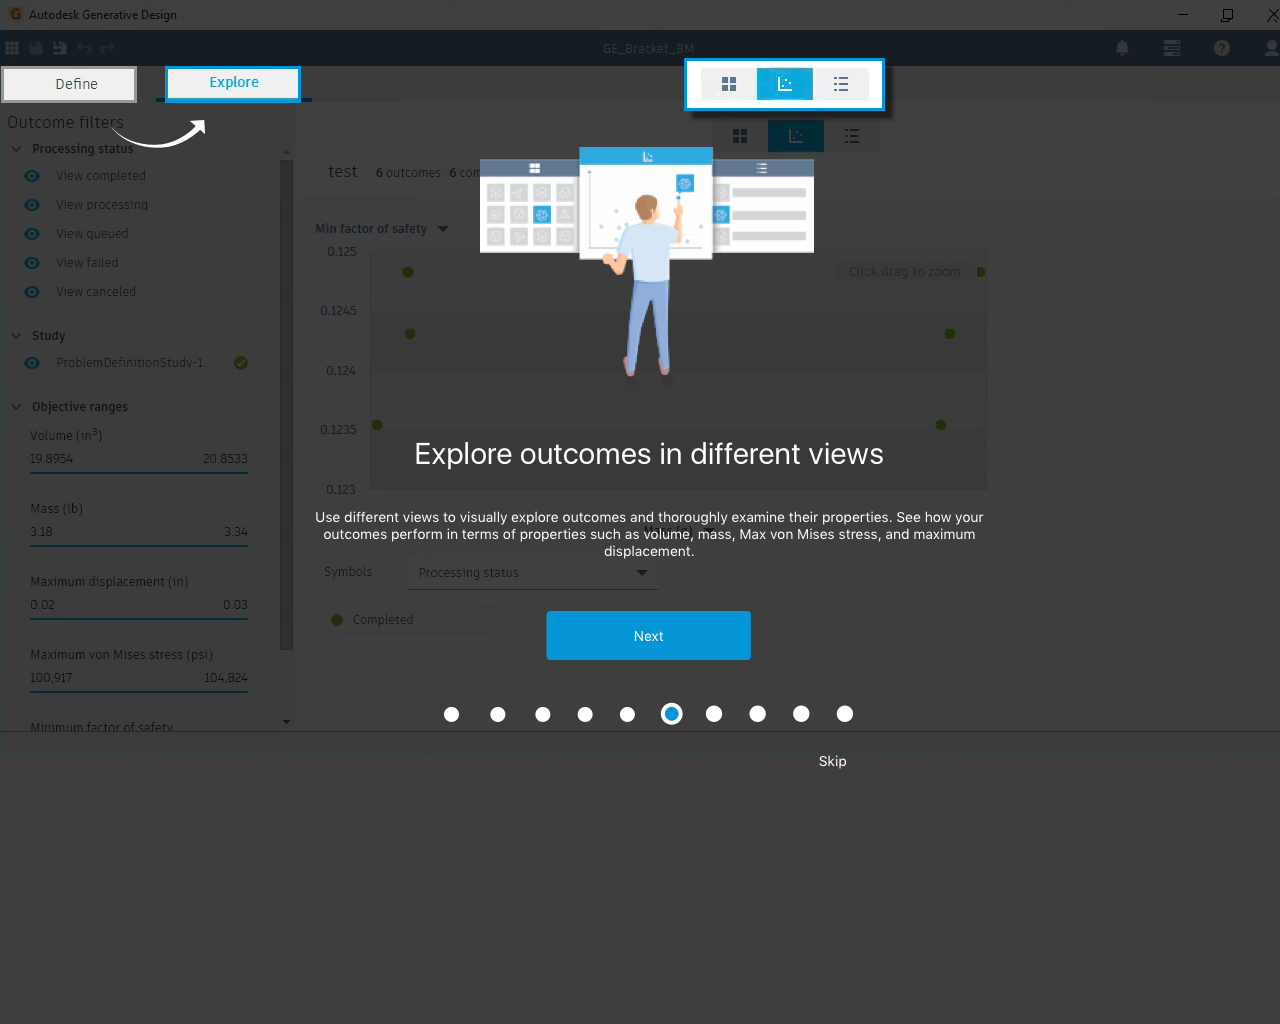 Autodesk Generative Design
GE_Bracket_BM
Define
Explore
Outcome filters
Processing status
View completed
View processing
View queued
View failed
View canceled
Study
ProblemDefinitionStudy-1
Objective ranges
Volume (in³)
19.8954 20.8533
Mass (lb)
3.18 3.34
Maximum displacement (in)
0.02 0.03
Maximum von Mises stress (psi)
100,917 104,824
Minimum factor of safety
test 6 outcomes 6 com
Min factor of safety
0.125
Click drag to zoom
0.1245
0.124
0.1235
0.123
Explore outcomes in different views
Use different views to visually explore outcomes and thoroughly examine their properties. See how your
outcomes perform in terms of properties such as volume, mass, Max von Mises stress, and maximum
displacement.
Symbols Processing status
Completed
Next
Skip